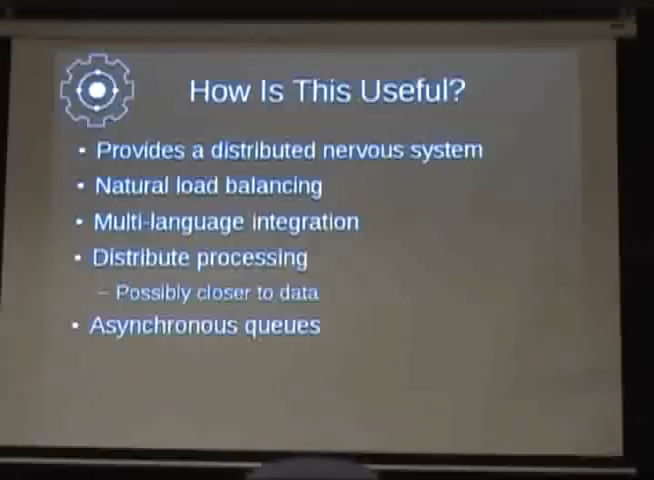 How Is This Useful?
• Provides a distributed nervous system
• Natural load balancing
• Multi-language integration
• Distribute processing
– Possibly closer to data
• Asynchronous queues